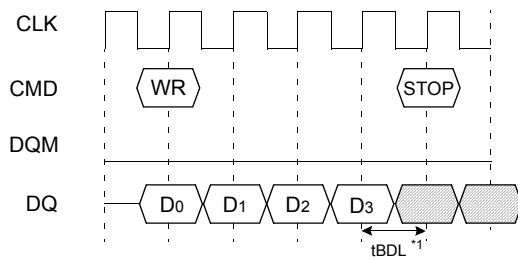 CLK
CMD WR STOP
DQM
DQ D0 D1 D2 D3
tBDL *1